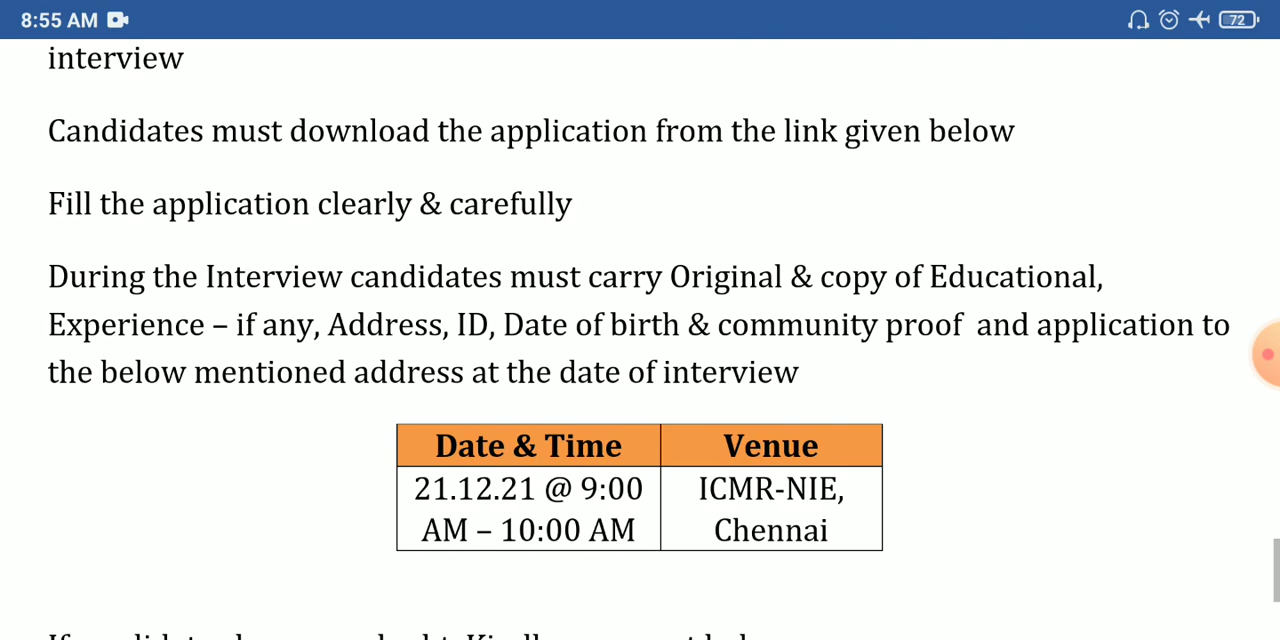 8:55 AM
72
interview
Candidates must download the application from the link given below
Fill the application clearly & carefully
During the Interview candidates must carry Original & copy of Educational,
Experience – if any, Address, ID, Date of birth & community proof and application to
the below mentioned address at the date of interview
Date & Time
Venue
21.12.21 @ 9:00
AM – 10:00 AM
ICMR-NIE,
Chennai